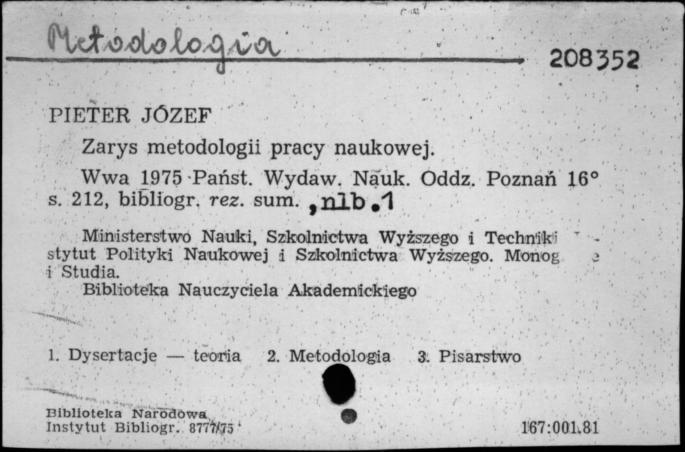 Metodologia
208352
PIETER JÓZEF
Zarys metodologii pracy naukowej.
Wwa 1975 Państ. Wydaw. Nauk. Oddz. Poznań 16°
s. 212, bibliogr. rez. sum. , nlb. 1
Ministerstwo Nauki, Szkolnictwa Wyższego i Techniki
stytut Polityki Naukowej i Szkolnictwa Wyższego. Monog
i Studia.
Biblioteka Nauczyciela Akademickiego
1. Dysertacje — teoria 2. Metodologia 3. Pisarstwo
Biblioteka Narodowa
Instytut Bibliogr. 8777/75
167:001.81